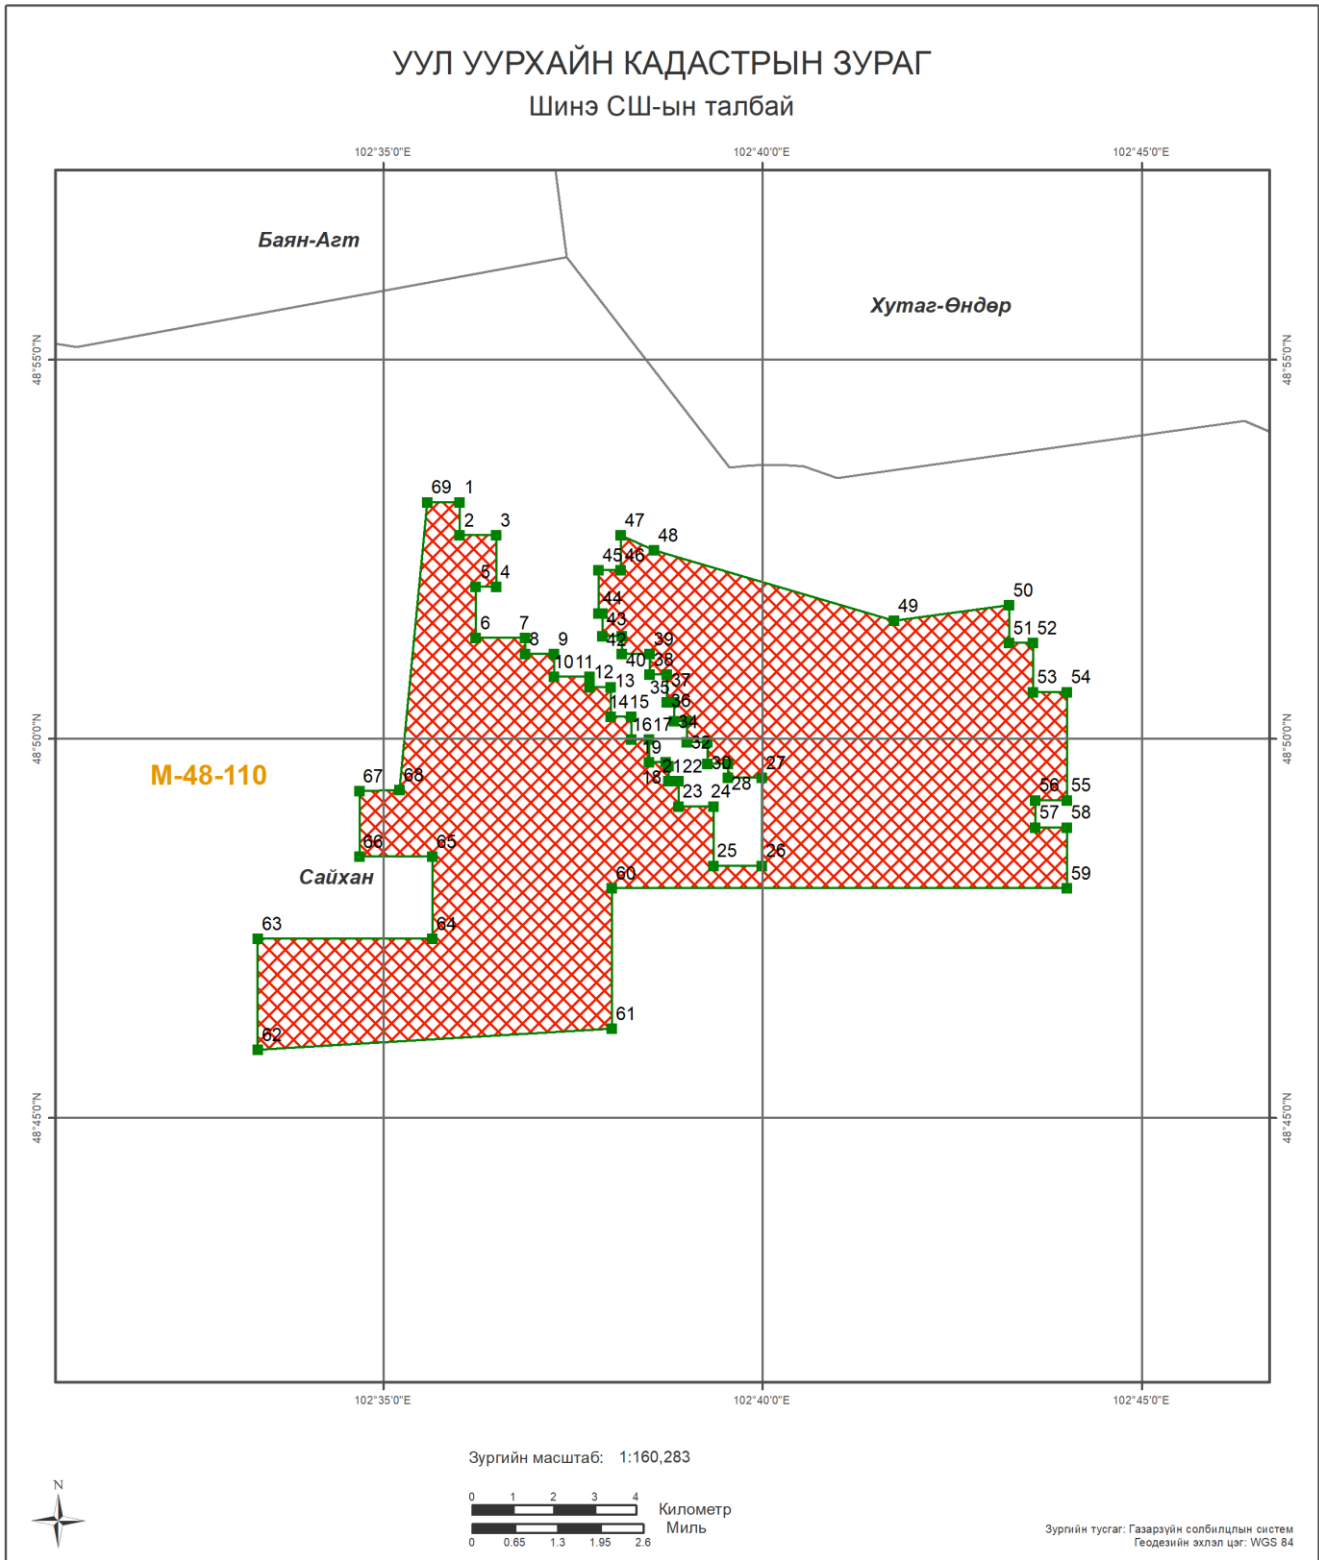 УУЛ УУРХАЙН КАДАСТРЫН ЗУРАГ
Шинэ СШ-ын талбай
102°35'0"E 102°40'0"E 102°45'0"E
Баян-Агт
Хутаг-Өндөр
48°55'0"N 48°55'0"N
69 1
2 3
47
48
5 4
45 46
50
44
49
43
6 7
51 52
8 9
42 39
40 38
10 11
12 13
37
35
53 54
36
14 15
34
16 17
32
48°50'0"N 48°50'0"N
19
30
M-48-110
18 21 22
28 27
67 68
23 24
56 55
57 58
66 65
25 26
Сайхан
60
59
63 64
61
62
48°45'0"N 48°45'0"N
102°35'0"E 102°40'0"E 102°45'0"E
Зургийн масштаб: 1:160,283
N
0 1 2 3 4
Километр
Миль
0 0.65 1.3 1.95 2.6
Зургийн тусгаг: Газарзүйн солбилцлын систем
Геодезийн эхлэл цэг: WGS 84